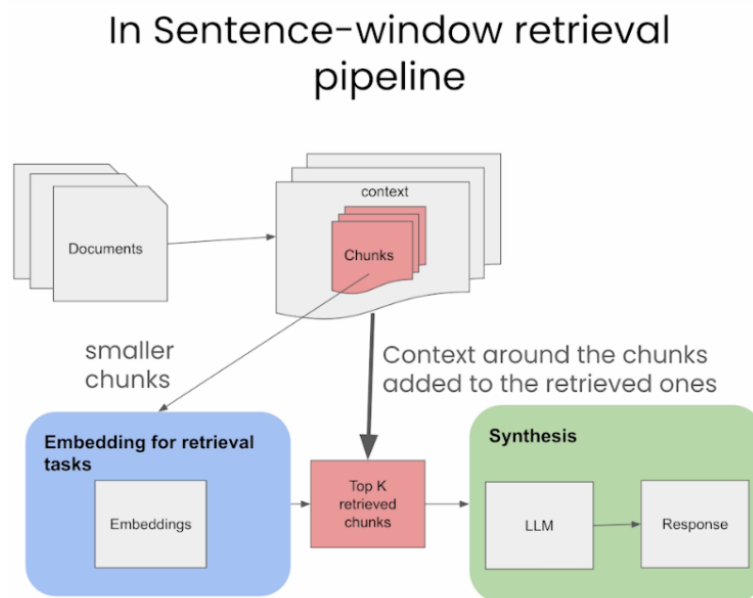 In Sentence-window retrieval
pipeline
context
Documents
Chunks
smaller
chunks
Context around the chunks
added to the retrieved ones
Embedding for retrieval
tasks
Embeddings
Top K
retrieved
chunks
Synthesis
LLM
Response